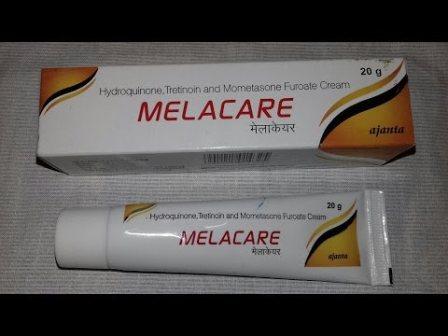 20 g
Hydroquinone,Tretinoin and Mometasone Furoate Cream
MELACARE
मेलाकेयर
ajanta
20 g
Hydroquinone,Tretinoin and Mometasone Furoate Cream
MELACARE
मेलाकेयर
ajanta